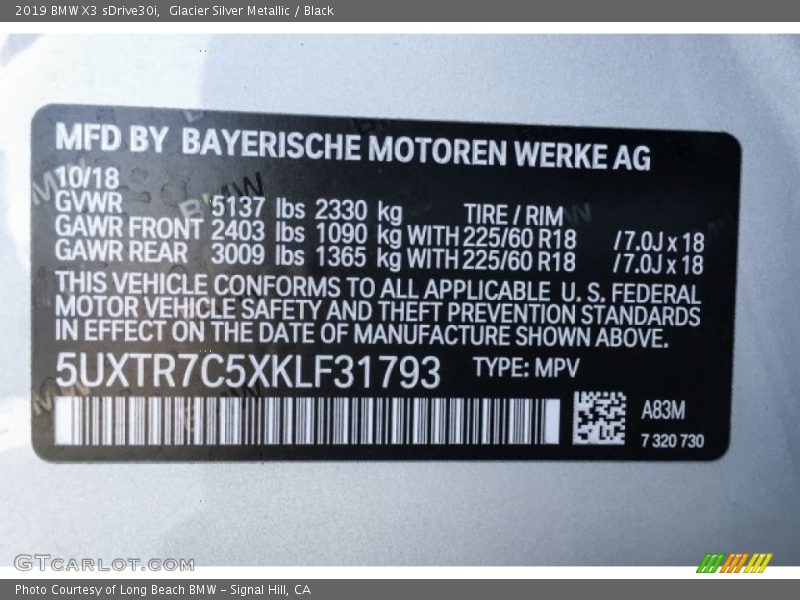 2019 BMW X3 sDrive30i, Glacier Silver Metallic / Black
MFD BY BAYERISCHE MOTOREN WERKE AG
10/18
GVWR 5137 lbs 2330 kg TIRE / RIM
GAWR FRONT 2403 lbs 1090 kg WITH 225/60 R18 /7.0J x 18
GAWR REAR 3009 lbs 1365 kg WITH 225/60 R18 /7.0J x 18
THIS VEHICLE CONFORMS TO ALL APPLICABLE U. S. FEDERAL
MOTOR VEHICLE SAFETY AND THEFT PREVENTION STANDARDS
IN EFFECT ON THE DATE OF MANUFACTURE SHOWN ABOVE.
5UXTR7C5XKLF31793 TYPE: MPV
A83M
7 320 730
GTCARLOT.COM
Photo Courtesy of Long Beach BMW - Signal Hill, CA